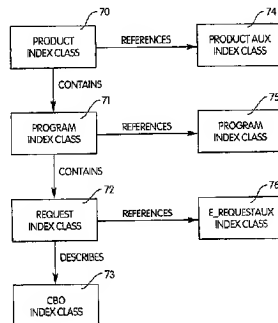 70
PRODUCT
INDEX CLASS
REFERENCES
74
PRODUCT AUX
INDEX CLASS
CONTAINS
71
PROGRAM
INDEX CLASS
REFERENCES
75
PROGRAM
INDEX CLASS
CONTAINS
72
REQUEST
INDEX CLASS
REFERENCES
76
E_REQUESTAUX
INDEX CLASS
DESCRIBES
73
CBO
INDEX CLASS